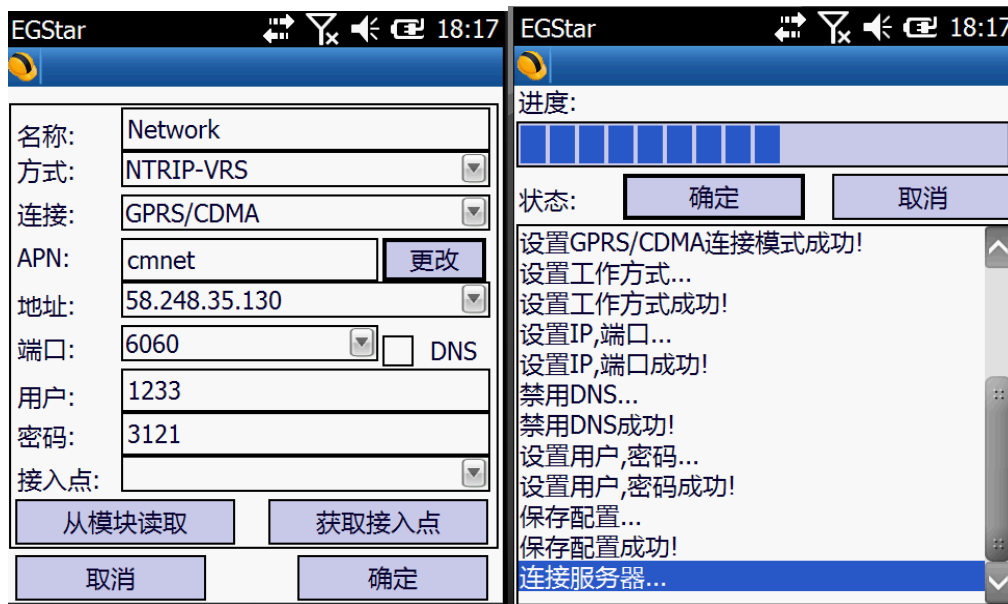 EGStar 18:17
名称: Network
方式: NTRIP-VRS
连接: GPRS/CDMA
APN: cmnet 更改
地址: 58.248.35.130
端口: 6060 DNS
用户: 1233
密码: 3121
接入点:
从模块读取 获取接入点
取消 确定
EGStar 18:17
进度:
状态: 确定 取消
设置GPRS/CDMA连接模式成功!
设置工作方式...
设置工作方式成功!
设置IP,端口...
设置IP,端口成功!
禁用DNS...
禁用DNS成功!
设置用户,密码...
设置用户,密码成功!
保存配置...
保存配置成功!
连接服务器...